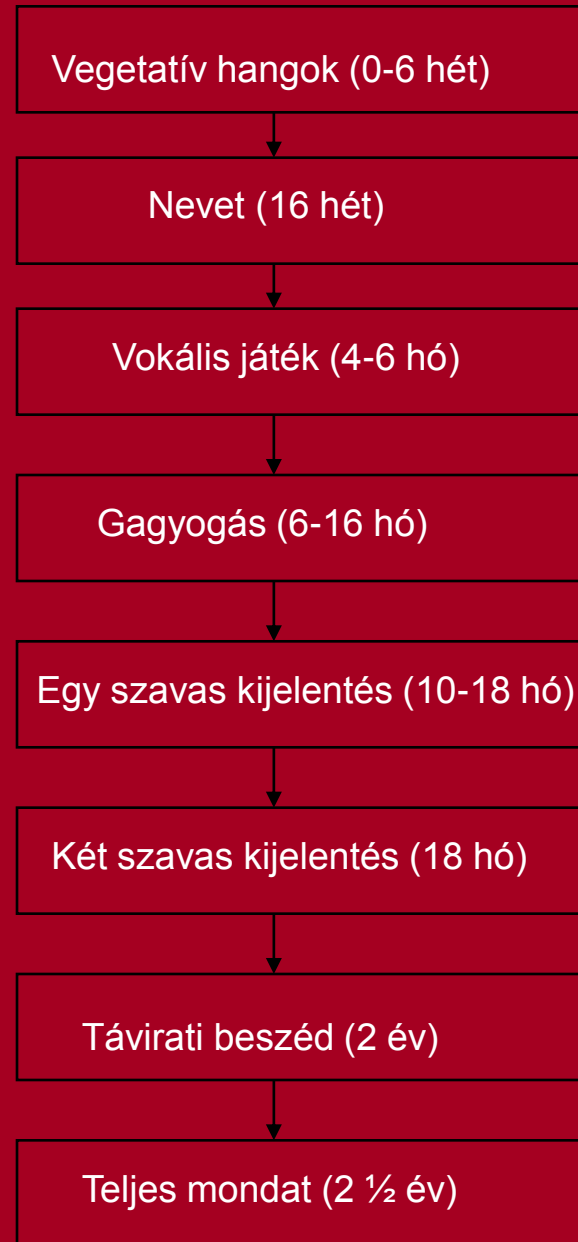 Vegetatív hangok (0-6 hét)
Nevet (16 hét)
Vokális játék (4-6 hó)
Gagyogás (6-16 hó)
Egy szavas kijelentés (10-18 hó)
Két szavas kijelentés (18 hó)
Távirati beszéd (2 év)
Teljes mondat (2 ½ év)